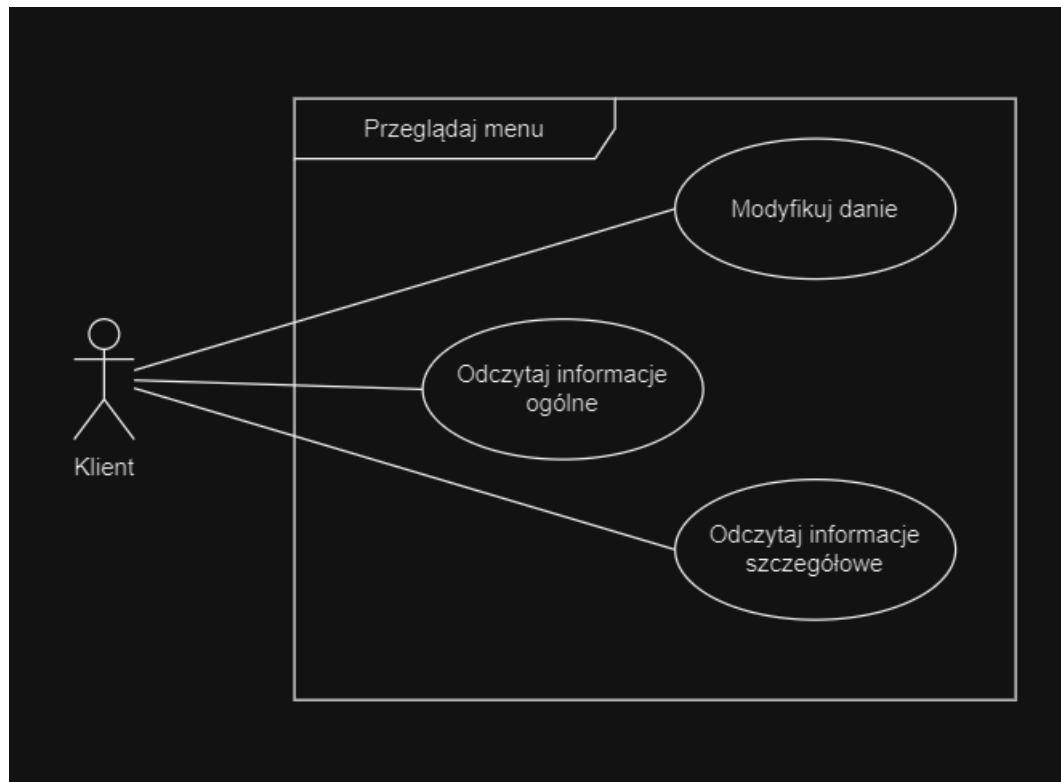 Przeglądaj menu
Modyfikuj danie
Odczytaj informacje
ogólne
Klient
Odczytaj informacje
szczegółowe